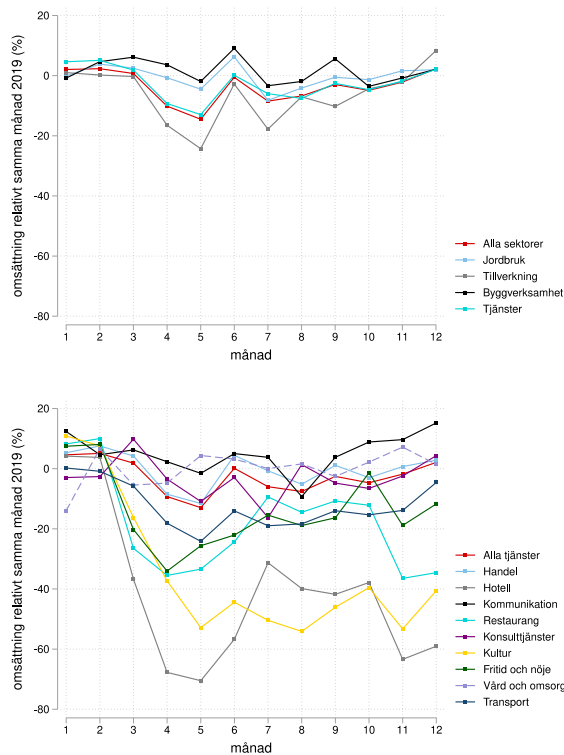 omsättning relativt samma månad 2019 (%)
20
0
-20
-40
-60
-80
1 2 3 4 5 6 7 8 9 10 11 12
månad
Alla sektorer
Jordbruk
Tillverkning
Byggverksamhet
Tjänster
omsättning relativt samma månad 2019 (%)
20
0
-20
-40
-60
-80
1 2 3 4 5 6 7 8 9 10 11 12
månad
Alla tjänster
Handel
Hotell
Kommunikation
Restaurang
Konsulttjänster
Kultur
Fritid och nöje
Vård och omsorg
Transport